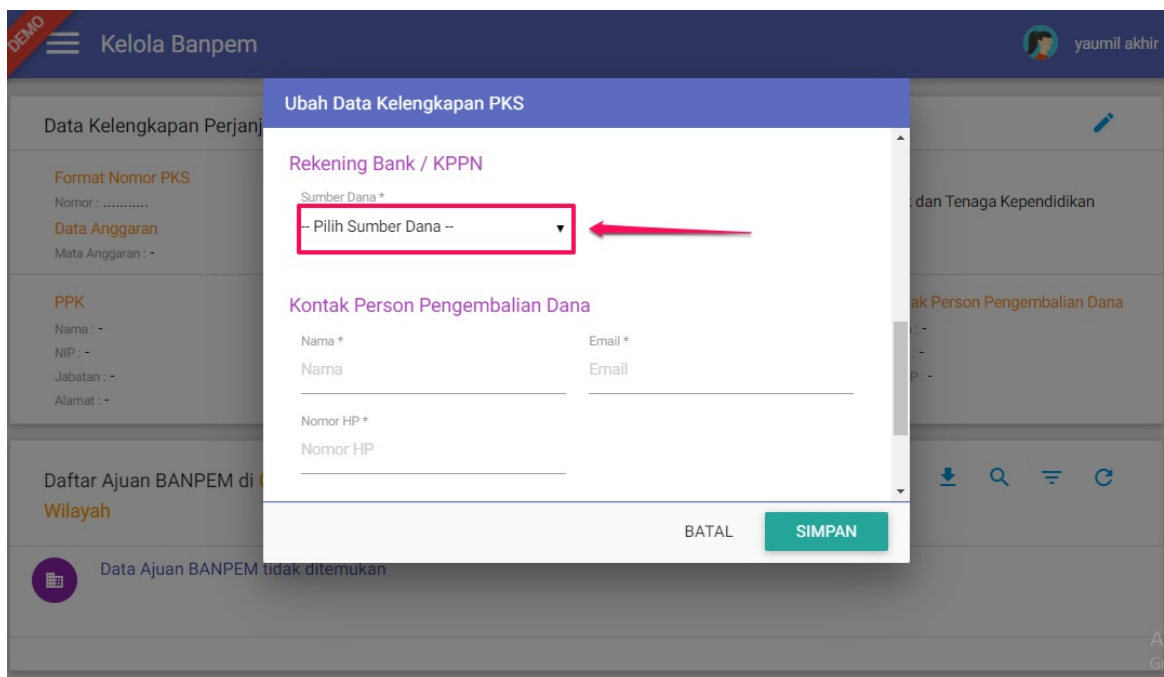 DEMO
Kelola Banpem
yaumil akhir
Ubah Data Kelengkapan PKS
Data Kelengkapan Perjanj
Rekening Bank / KPPN
Format Nomor PKS
Sumber Dana *
Nomor : ...........
dan Tenaga Kependidikan
-- Pilih Sumber Dana --
Data Anggaran
Mata Anggaran : -
PPK
Kontak Person Pengembalian Dana
ak Person Pengembalian Dana
Nama : -
: -
NIP : -
: -
Jabatan : -
P : -
Alamat : -
Nama *
Email *
Nama
Email
Nomor HP *
Nomor HP
Daftar Ajuan BANPEM di
Wilayah
BATAL
SIMPAN
Data Ajuan BANPEM tidak ditemukan